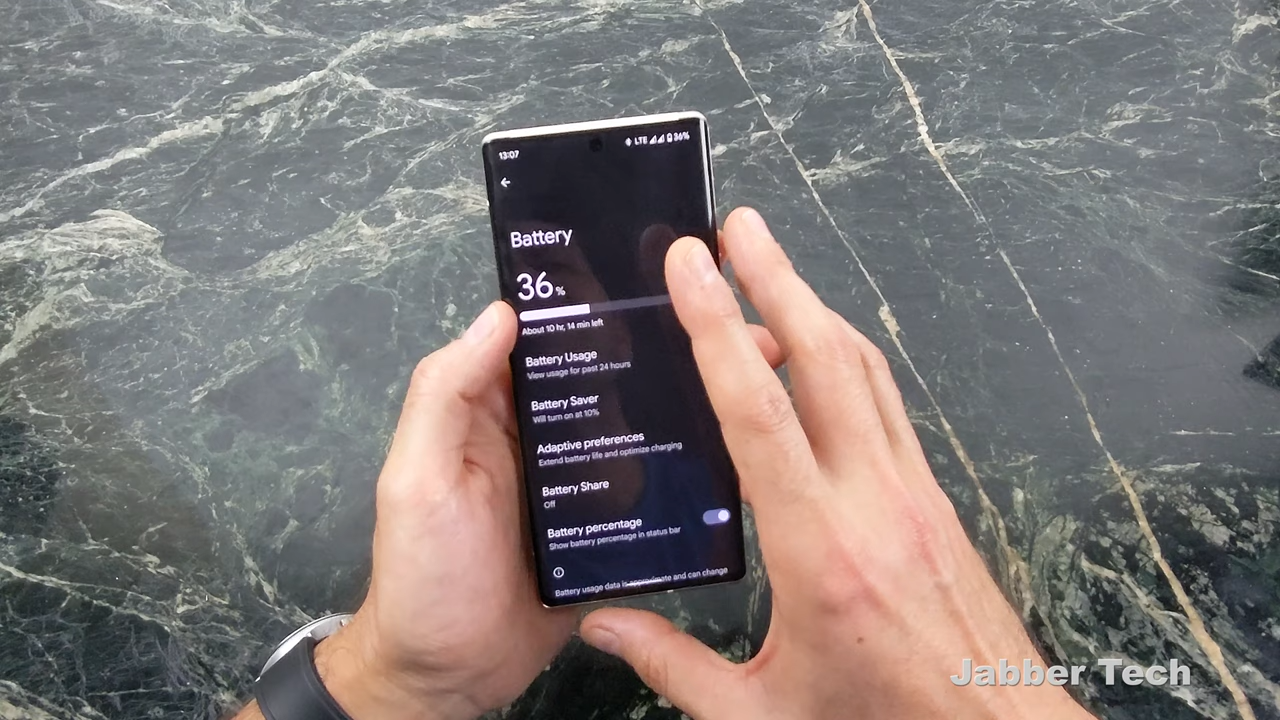 13:07 LTE 36%
Battery
36%
About 10 hr, 14 min left
Battery Usage
View usage for past 24 hours
Battery Saver
Will turn on at 10%
Adaptive preferences
Extend battery life and optimize charging
Battery Share
Off
Battery percentage
Show battery percentage in status bar
Battery usage data is approximate and can change
Jabber Tech